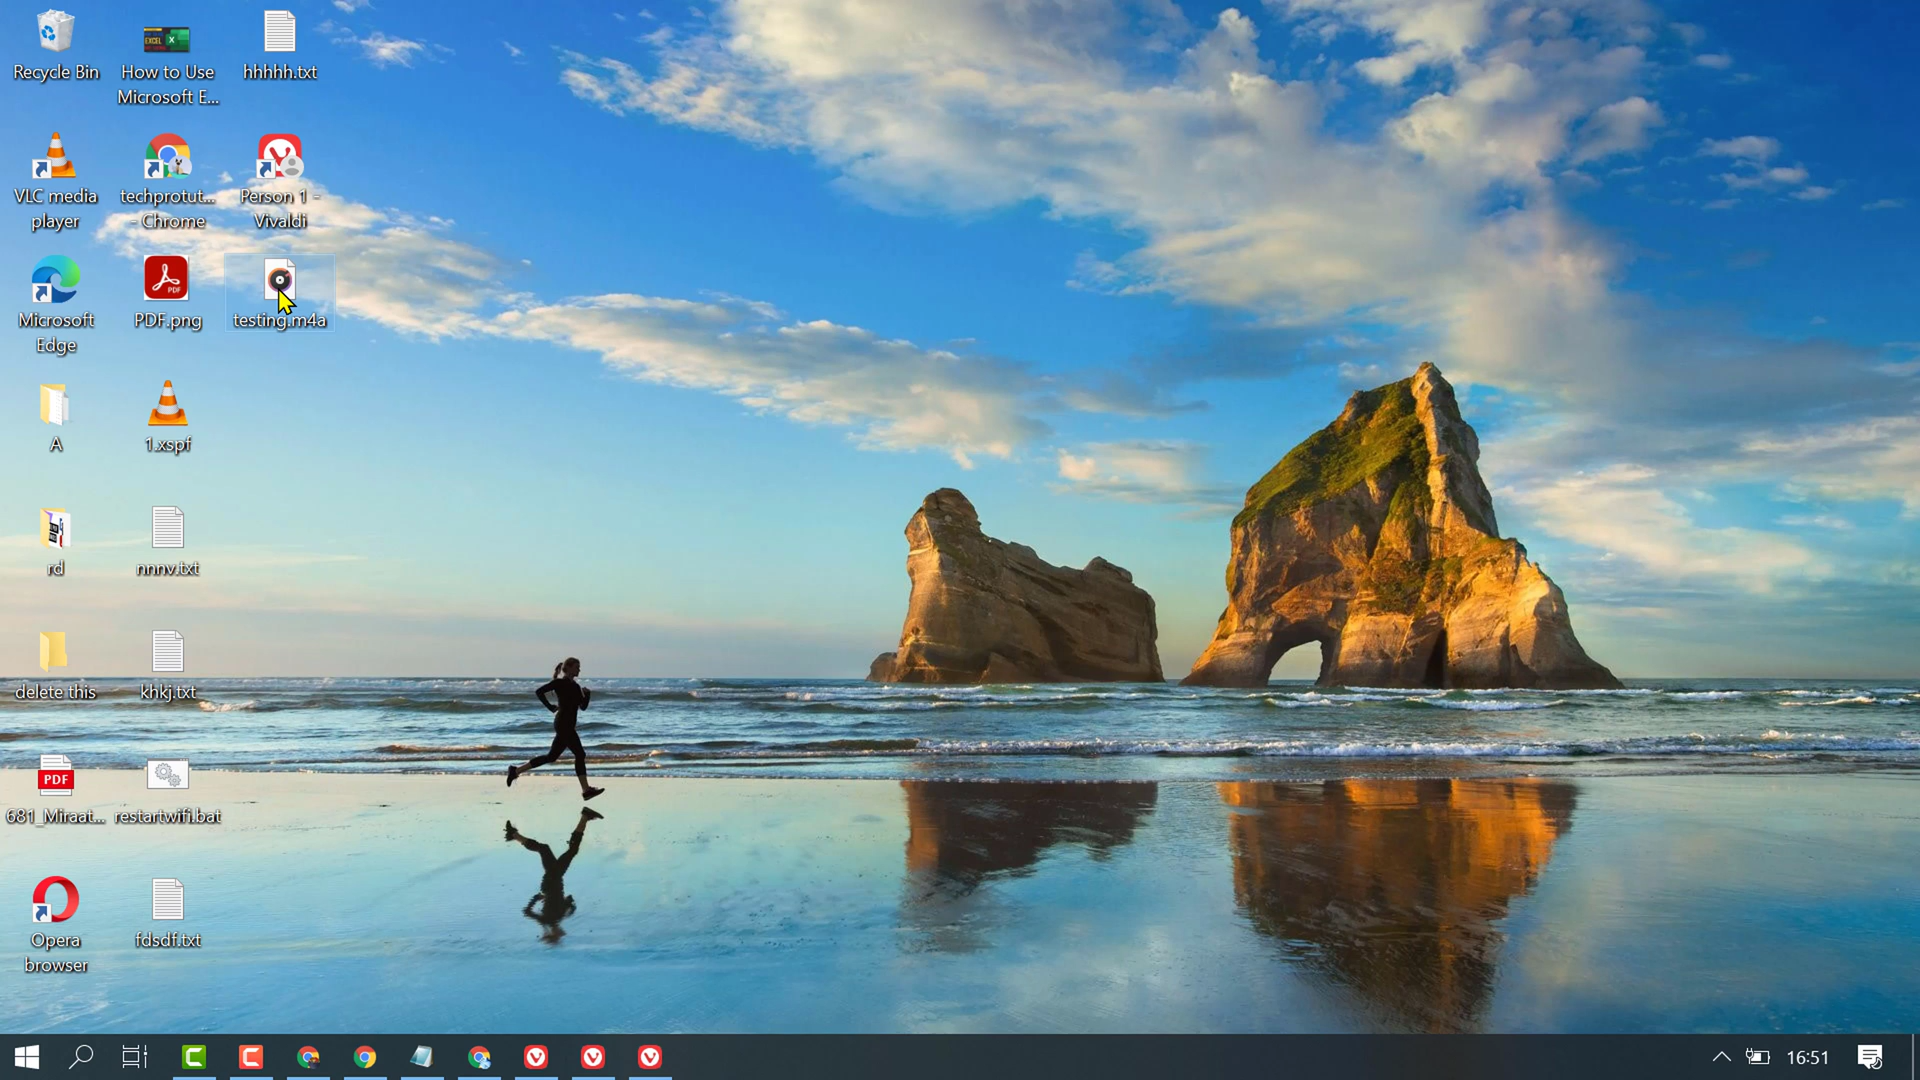 Recycle Bin
How to Use
Microsoft E...
hhhhh.txt
VLC media
player
techprotut...
- Chrome
Person 1 -
Vivaldi
Microsoft
Edge
PDF
PDF.png
testing.m4a
A
1.xspf
rd
nnnv.txt
delete this
khkj.txt
PDF
681_Miraat...
restartwifi.bat
Opera
browser
fdsdf.txt
16:51